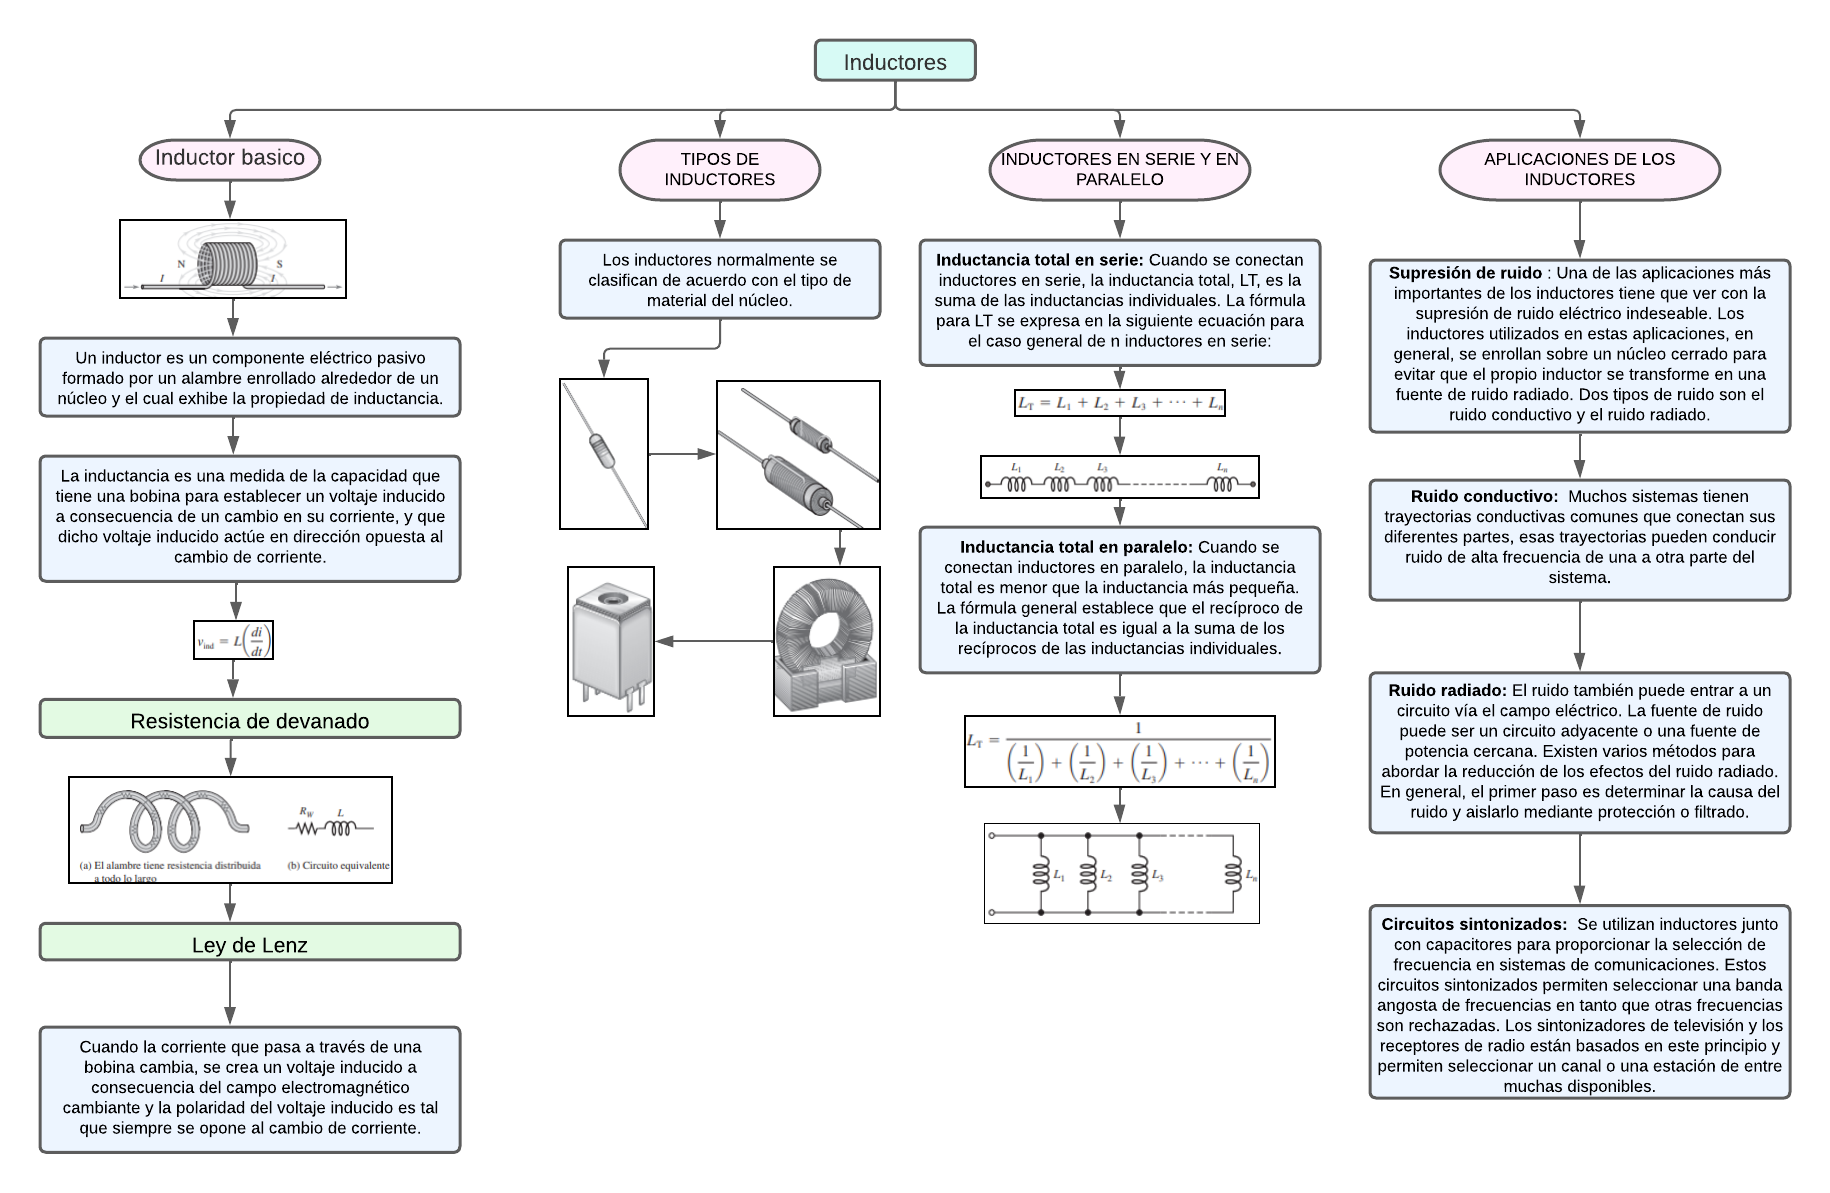 Inductores
Inductor basico
N
S
I
I
Un inductor es un componente eléctrico pasivo
formado por un alambre enrollado alrededor de un
núcleo y el cual exhibe la propiedad de inductancia.
La inductancia es una medida de la capacidad que
tiene una bobina para establecer un voltaje inducido
a consecuencia de un cambio en su corriente, y que
dicho voltaje inducido actúe en dirección opuesta al
cambio de corriente.
v_ind = L(di/dt)
Resistencia de devanado
R_W
L
(a) El alambre tiene resistencia distribuida
a todo lo largo
(b) Circuito equivalente
Ley de Lenz
Cuando la corriente que pasa a través de una
bobina cambia, se crea un voltaje inducido a
consecuencia del campo electromagnético
cambiante y la polaridad del voltaje inducido es tal
que siempre se opone al cambio de corriente.
TIPOS DE
INDUCTORES
Los inductores normalmente se
clasifican de acuerdo con el tipo de
material del núcleo.
INDUCTORES EN SERIE Y EN
PARALELO
Inductancia total en serie: Cuando se conectan
inductores en serie, la inductancia total, LT, es la
suma de las inductancias individuales. La fórmula
para LT se expresa en la siguiente ecuación para
el caso general de n inductores en serie:
L_T = L_1 + L_2 + L_3 + ··· + L_n
L_1 L_2 L_3 L_n
Inductancia total en paralelo: Cuando se
conectan inductores en paralelo, la inductancia
total es menor que la inductancia más pequeña.
La fórmula general establece que el recíproco de
la inductancia total es igual a la suma de los
recíprocos de las inductancias individuales.
L_T = 1 / ((1/L_1) + (1/L_2) + (1/L_3) + ··· + (1/L_n))
L_1 L_2 L_3 L_n
APLICACIONES DE LOS
INDUCTORES
Supresión de ruido : Una de las aplicaciones más
importantes de los inductores tiene que ver con la
supresión de ruido eléctrico indeseable. Los
inductores utilizados en estas aplicaciones, en
general, se enrollan sobre un núcleo cerrado para
evitar que el propio inductor se transforme en una
fuente de ruido radiado. Dos tipos de ruido son el
ruido conductivo y el ruido radiado.
Ruido conductivo: Muchos sistemas tienen
trayectorias conductivas comunes que conectan sus
diferentes partes, esas trayectorias pueden conducir
ruido de alta frecuencia de una a otra parte del
sistema.
Ruido radiado: El ruido también puede entrar a un
circuito vía el campo eléctrico. La fuente de ruido
puede ser un circuito adyacente o una fuente de
potencia cercana. Existen varios métodos para
abordar la reducción de los efectos del ruido radiado.
En general, el primer paso es determinar la causa del
ruido y aislarlo mediante protección o filtrado.
Circuitos sintonizados: Se utilizan inductores junto
con capacitores para proporcionar la selección de
frecuencia en sistemas de comunicaciones. Estos
circuitos sintonizados permiten seleccionar una banda
angosta de frecuencias en tanto que otras frecuencias
son rechazadas. Los sintonizadores de televisión y los
receptores de radio están basados en este principio y
permiten seleccionar un canal o una estación de entre
muchas disponibles.